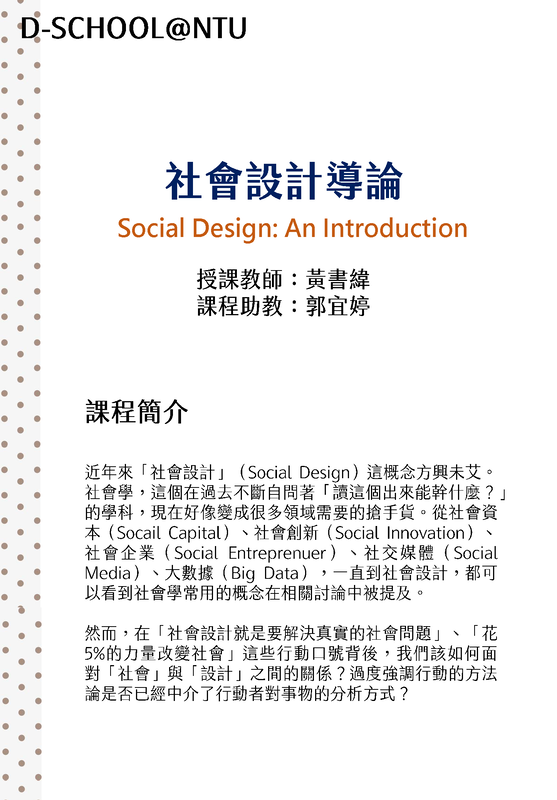 D-SCHOOL@NTU
社會設計導論
Social Design: An Introduction
授課教師：黃書緯
課程助教：郭宜婷
課程簡介
近年來「社會設計」（Social Design）這概念方興未艾。
社會學，這個在過去不斷自問著「讀這個出來能幹什麼？」
的學科，現在好像變成很多領域需要的搶手貨。從社會資
本（Socail Capital）、社會創新（Social Innovation）、
社會企業（Social Entreprenuer）、社交媒體（Social
Media）、大數據（Big Data），一直到社會設計，都可
以看到社會學常用的概念在相關討論中被提及。
然而，在「社會設計就是要解決真實的社會問題」、「花
5%的力量改變社會」這些行動口號背後，我們該如何面
對「社會」與「設計」之間的關係？過度強調行動的方法
論是否已經中介了行動者對事物的分析方式？